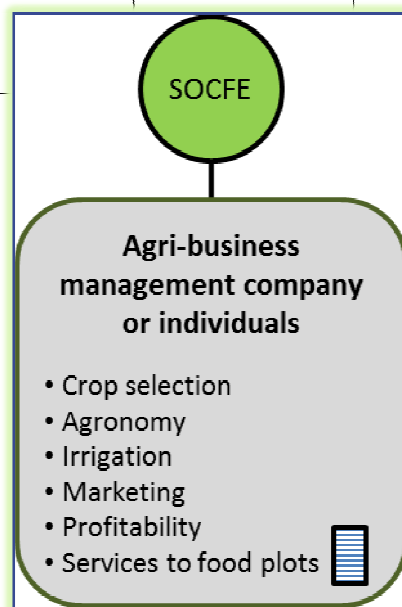 SOCFE
Agri-business
management company
or individuals
• Crop selection
• Agronomy
• Irrigation
• Marketing
• Profitability
• Services to food plots